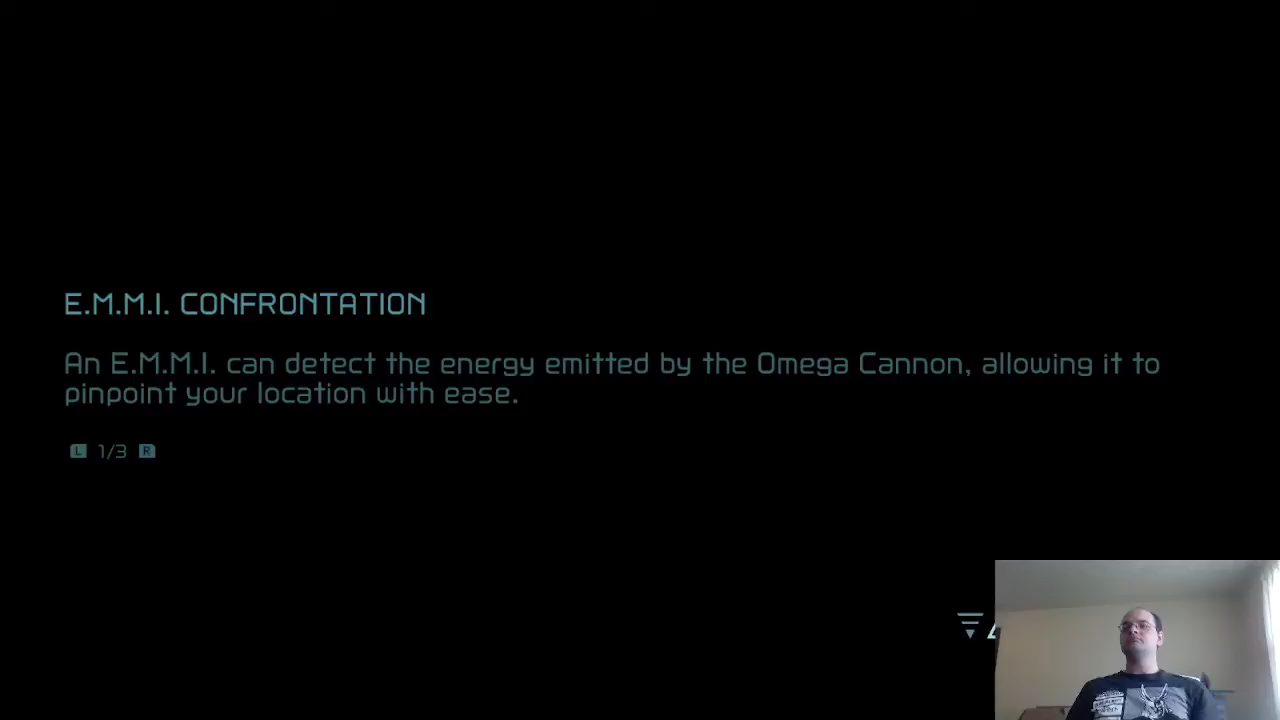 E.M.M.I. CONFRONTATION
An E.M.M.I. can detect the energy emitted by the Omega Cannon, allowing it to
pinpoint your location with ease.
L 1/3 R